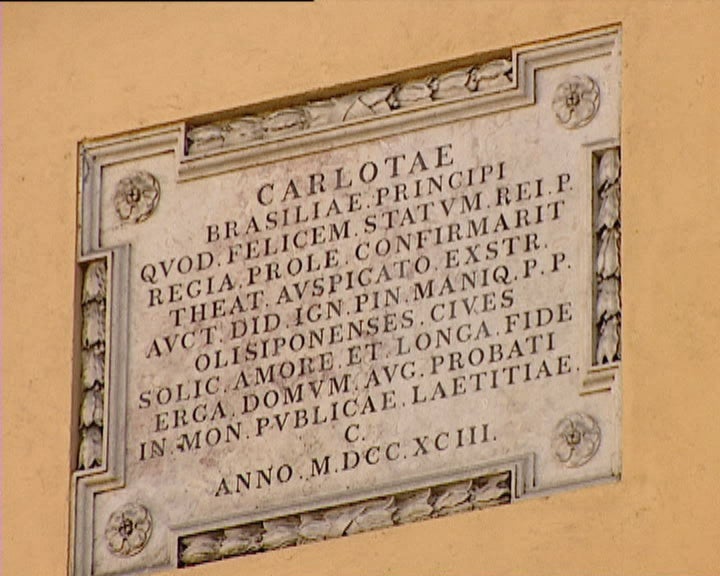 CARLOTAE
BRASILIAE.PRINCIPI
QVOD.FELICEM.STATVM.REI.P.
REGIA.PROLE.CONFIRMARIT
THEAT.AVSPICATO.EXSTR.
AVCT.DID.IGN.PIN.MANIQ.P.P.
OLISIPONENSES.CIVES
SOLIC.AMORE.ET.LONGA.FIDE
ERGA.DOMVM.AVG.PROBATI
IN.MON.PVBLICAE.LAETITIAE.
C.
ANNO.M.DCC.XCIII.